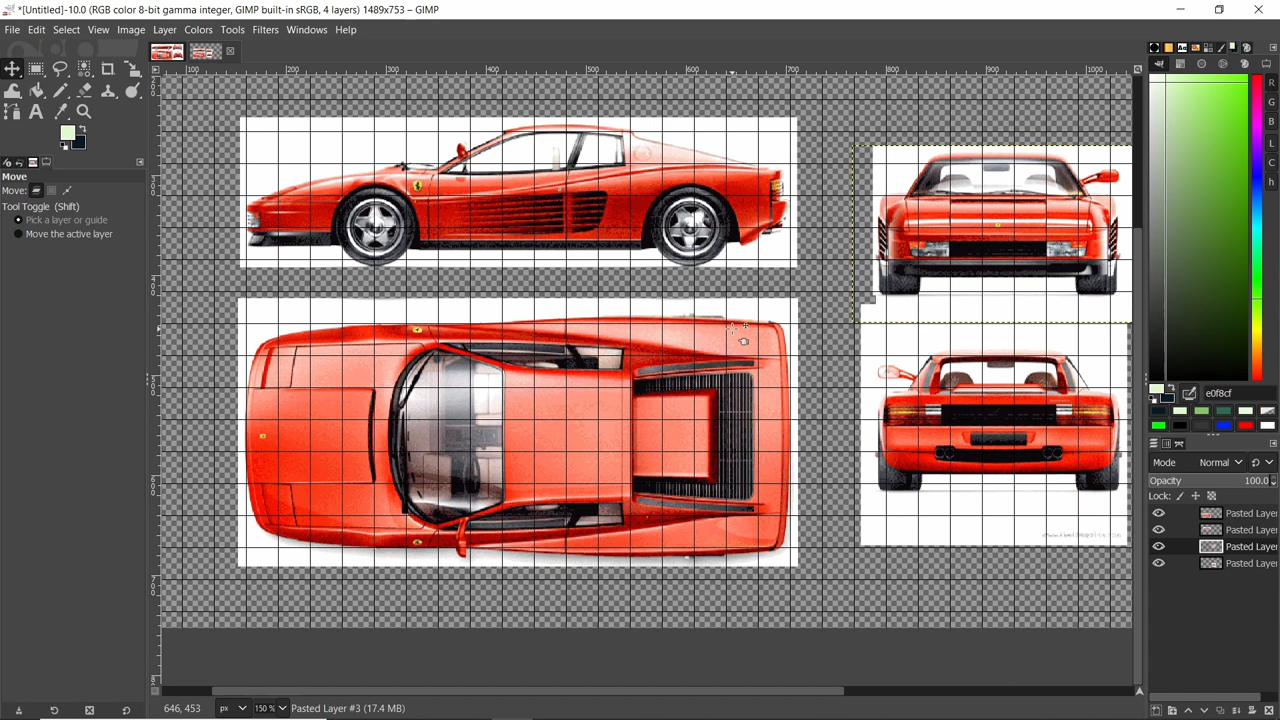 *[Untitled]-10.0 (RGB color 8-bit gamma integer, GIMP built-in sRGB, 4 layers) 1489x753 – GIMP
File Edit Select View Image Layer Colors Tools Filters Windows Help
100 200 300 400 500 600 700 800 900 1000
Move
Move:
Tool Toggle (Shift)
Pick a layer or guide
Move the active layer
R
G
B
L
C
h
e0f8cf
Mode Normal
Opacity 100.0
Lock:
Pasted Layer
Pasted Layer
Pasted Layer
Pasted Layer
646, 453 px 150 % Pasted Layer #3 (17.4 MB)